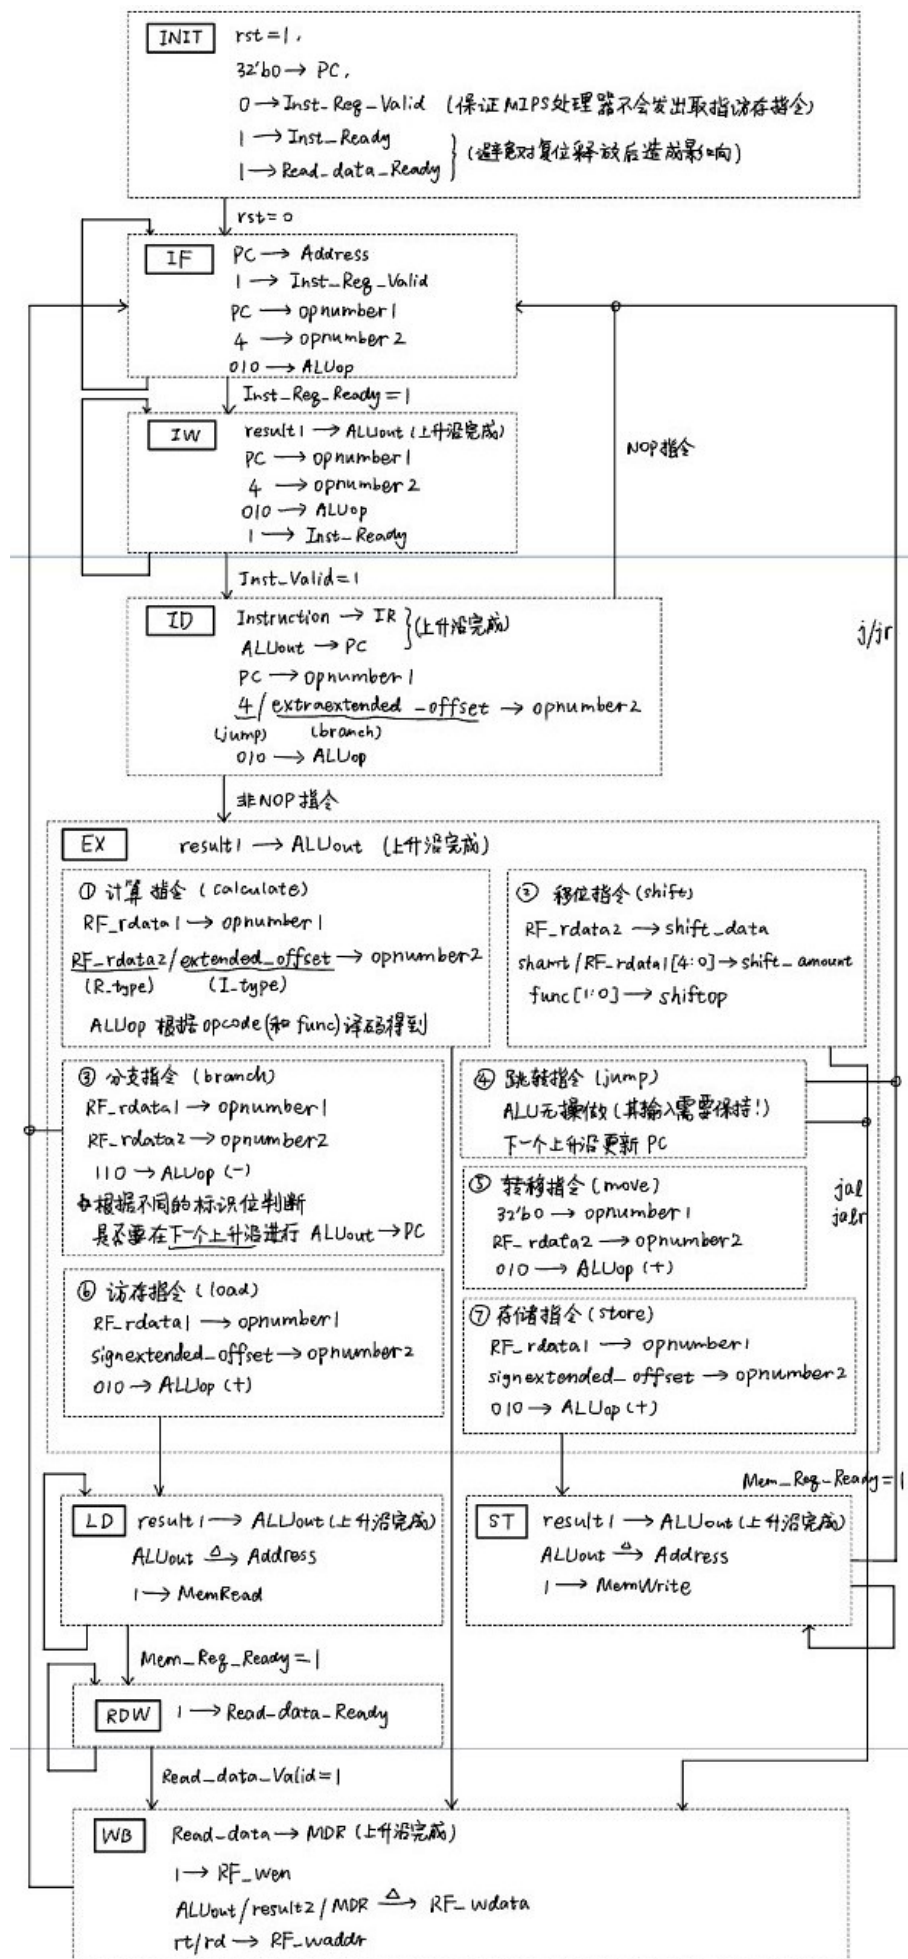 INIT rst=1,
32'b0→PC,
0→Inst_Req_Valid (保证MIPS处理器不会发出取指访存指令)
1→Inst_Ready
1→Read_data_Ready } (避免对复位释放后造成影响)
rst=0
IF PC→Address
1→Inst_Req_Valid
PC→opnumber1
4→opnumber2
010→ALUop
Inst_Req_Ready=1
IW result1→ALUout (上升沿完成)
PC→opnumber1
4→opnumber2
010→ALUop
1→Inst_Ready
NOP指令
Inst_Valid=1
ID Instruction→IR
ALUout→PC } (上升沿完成)
PC→opnumber1
4/extraextended_offset→opnumber2
(jump) (branch)
010→ALUop
j/jr
非NOP指令
EX result1→ALUout (上升沿完成)
① 计算指令 (calculate)
RF_rdata1→opnumber1
RF_rdata2/extended_offset→opnumber2
(R_type) (I_type)
ALUop 根据opcode(和func)译码得到
② 移位指令 (shift)
RF_rdata2→shift_data
shamt/RF_rdata1[4:0]→shift_amount
func[1:0]→shiftop
③ 分支指令 (branch)
RF_rdata1→opnumber1
RF_rdata2→opnumber2
110→ALUop (-)
根据不同的标识位判断
是否要在下一个上升沿进行 ALUout→PC
④ 跳转指令 (jump)
ALU无操做 (其输入需要保持!)
下一个上升沿更新 PC
⑤ 转移指令 (move)
32'b0→opnumber1
RF_rdata2→opnumber2
010→ALUop (+)
jal
jalr
⑥ 访存指令 (load)
RF_rdata1→opnumber1
signextended_offset→opnumber2
010→ALUop (+)
⑦ 存储指令 (store)
RF_rdata1→opnumber1
signextended_offset→opnumber2
010→ALUop (+)
Mem_Req_Ready=1
LD result1→ALUout (上升沿完成)
ALUout △→ Address
1→MemRead
ST result1→ALUout (上升沿完成)
ALUout △→ Address
1→MemWrite
Mem_Req_Ready=1
RDW 1→Read_data_Ready
Read_data_Valid=1
WB Read_data→MDR (上升沿完成)
1→RF_wen
ALUout/result2/MDR △→ RF_wdata
rt/rd→RF_waddr